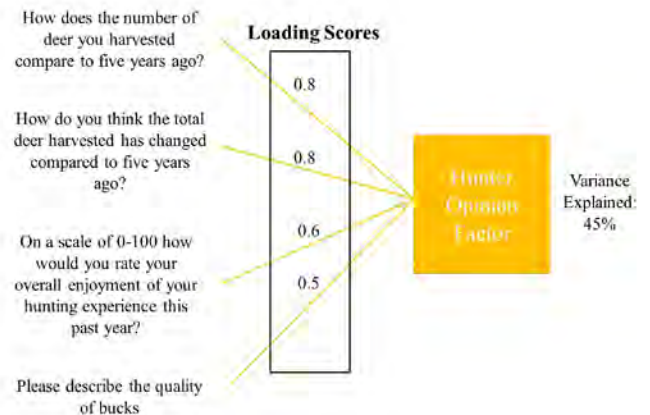 How does the number of
deer you harvested
compare to five years ago?
Loading Scores
0.8
How do you think the total
deer harvested has changed
compared to five years
ago?
0.8
Hunter
Opinion
Factor
Variance
Explained:
45%
On a scale of 0-100 how
would you rate your
overall enjoyment of your
hunting experience this
past year?
0.6
0.5
Please describe the quality
of bucks